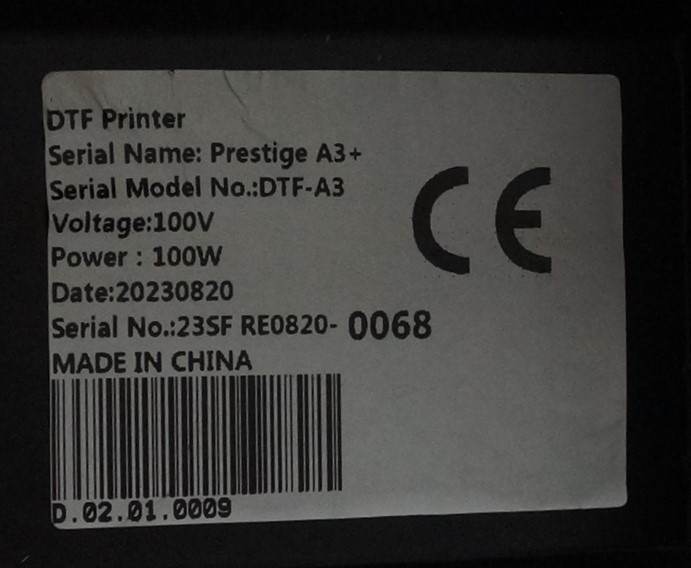 DTF Printer
Serial Name: Prestige A3+
Serial Model No.:DTF-A3
CE
Voltage:100V
Power : 100W
Date:20230820
Serial No.:23SF RE0820- 0068
MADE IN CHINA
D.02.01.0009